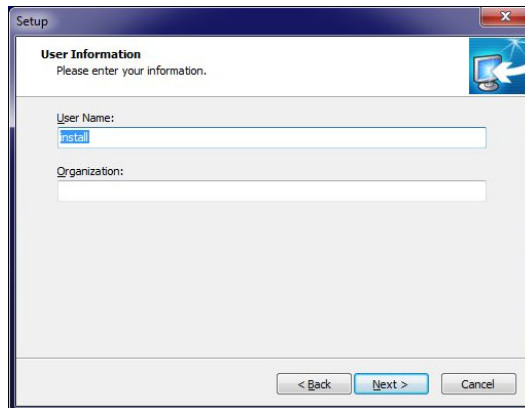 Setup
User Information
Please enter your information.
User Name:
install
Organization:
< Back
Next >
Cancel